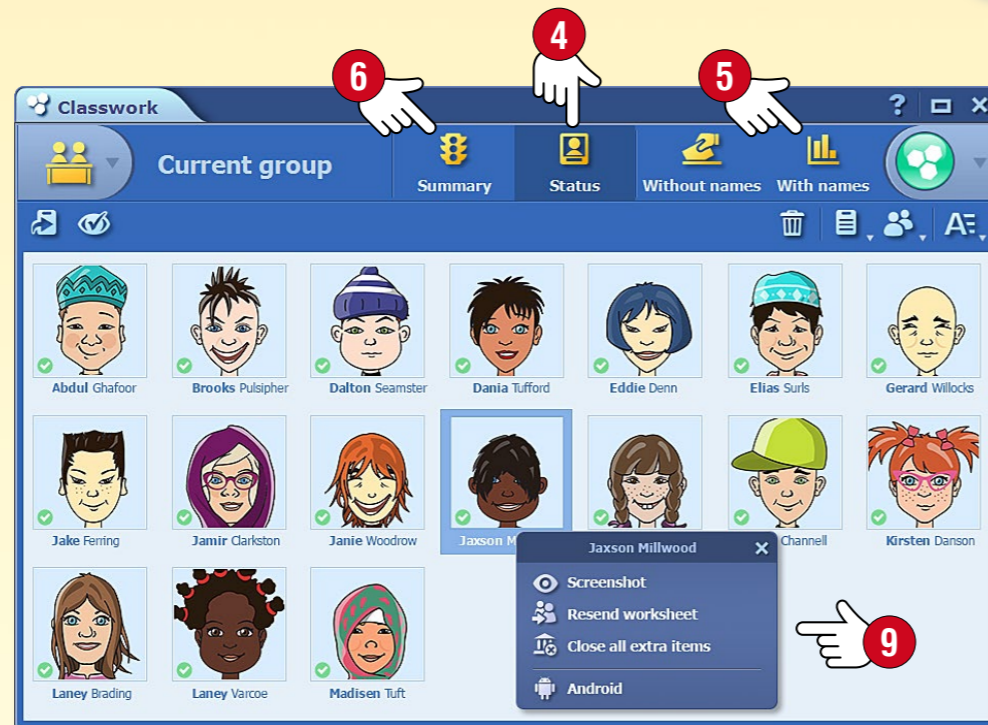 4
6
5
Classwork
?
Current group
Summary
Status
Without names
With names
A
Abdul Ghafoor
Brooks Pulsipher
Dalton Seamster
Dania Tufford
Eddie Denn
Elias Surls
Gerard Willocks
Jake Ferring
Jamir Clarkston
Janie Woodrow
Jaxson M
Channell
Kirsten Danson
Jaxson Millwood
Screenshot
Resend worksheet
Close all extra items
Android
9
Laney Brading
Laney Varcoe
Madisen Tuft